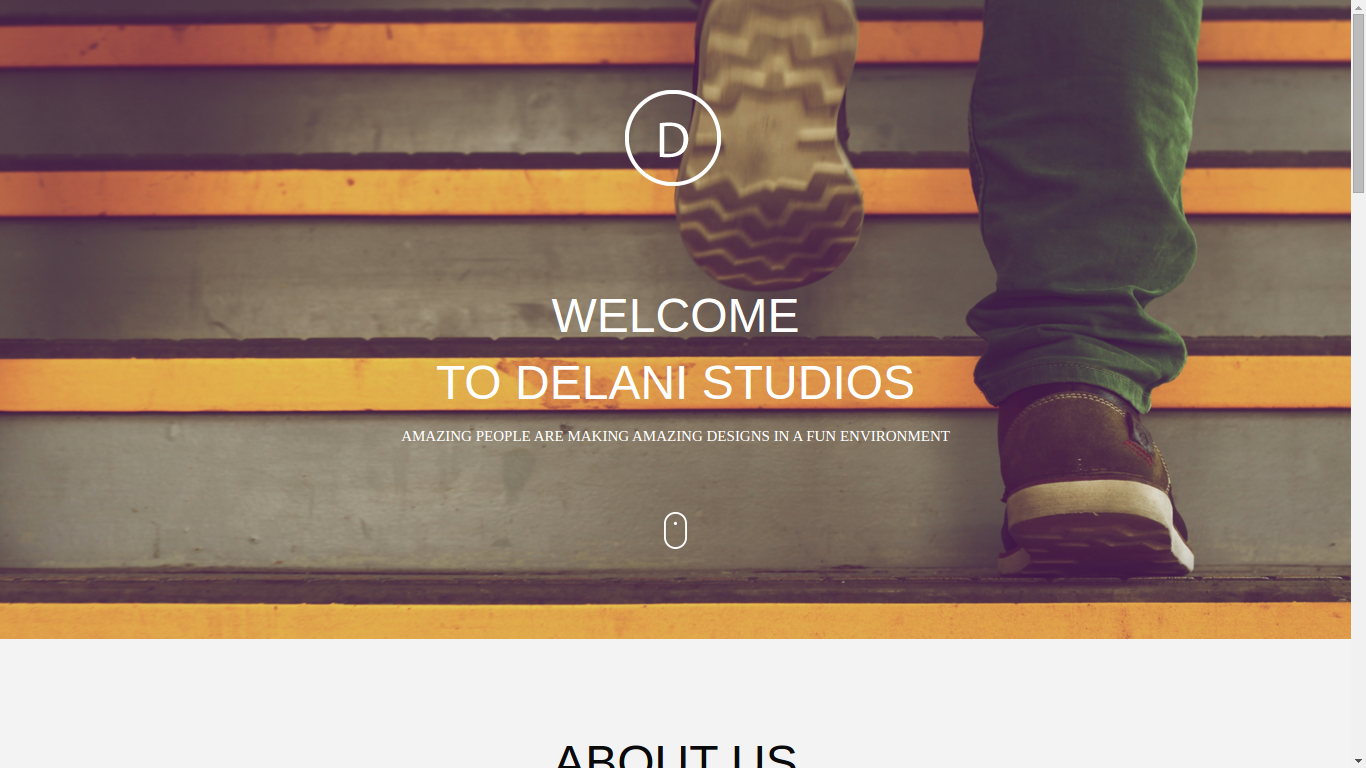 D
WELCOME
TO DELANI STUDIOS
AMAZING PEOPLE ARE MAKING AMAZING DESIGNS IN A FUN ENVIRONMENT
ABOUT US